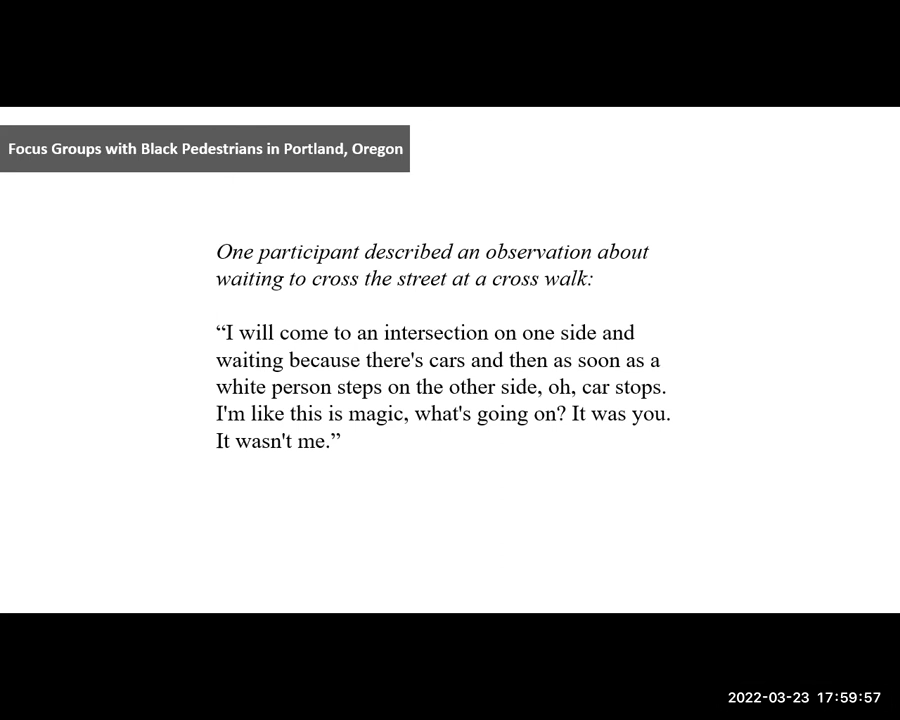 Focus Groups with Black Pedestrians in Portland, Oregon
One participant described an observation about
waiting to cross the street at a cross walk:
“I will come to an intersection on one side and
waiting because there's cars and then as soon as a
white person steps on the other side, oh, car stops.
I'm like this is magic, what's going on? It was you.
It wasn't me.”
2022-03-23 17:59:57